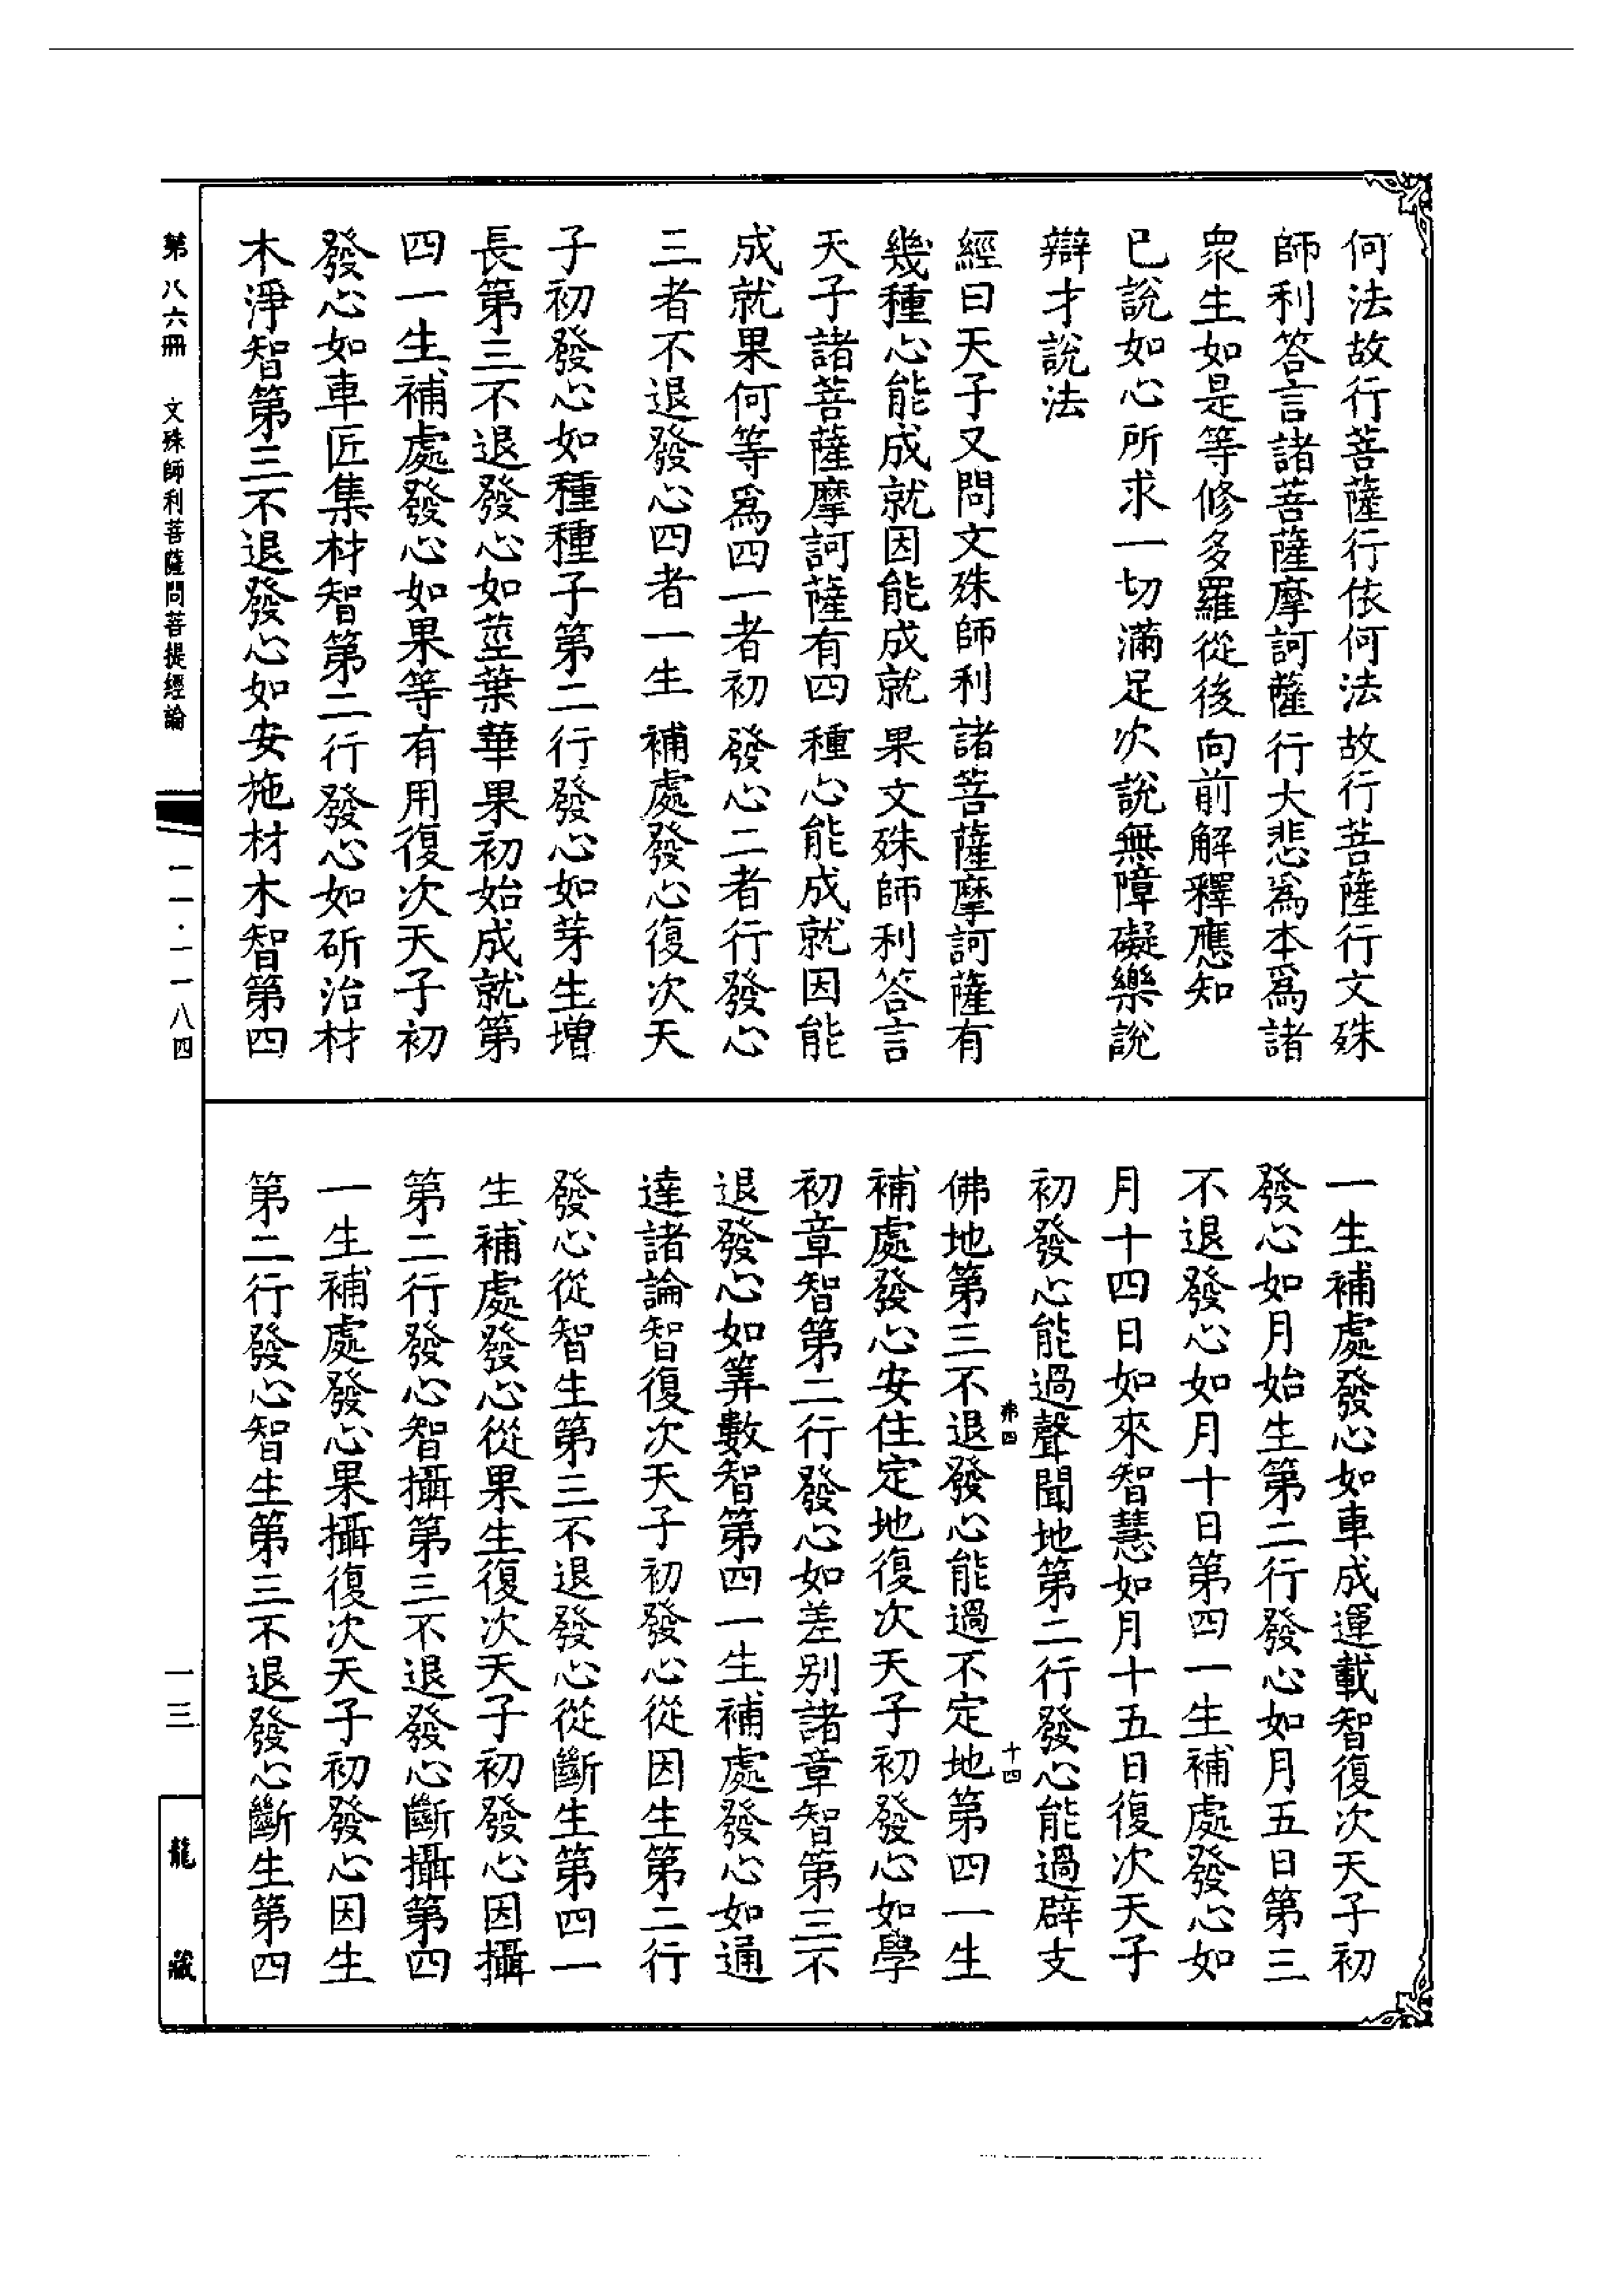 何法故行菩薩行依何法故行菩薩行文殊
師利答言諸菩薩摩訶薩行大悲爲本爲諸
衆生如是等修多羅從後向前解釋應知
已說如心所求一切滿足次說無障礙樂說
辯才說法
經曰天子又問文殊師利諸菩薩摩訶薩有
幾種心能成就因能成就果文殊師利答言
天子諸菩薩摩訶薩有四種心能成就因能
成就果何等爲四一者初發心二者行發心
三者不退發心四者一生補處發心復次天
子初發心如種種子第二行發心如芽生增
長第三不退發心如莖葉華果初始成就第
四一生補處發心如果等有用復次天子初
發心如車匠集材智第二行發心如斫治材
木淨智第三不退發心如安施材木智第四
一生補處發心如車成運載智復次天子初
發心如月始生第二行發心如月五日第三
不退發心如月十日第四一生補處發心如
月十四日如來智慧如月十五日復次天子
初發心能過聲聞地第二行發心能過辟支
佛地第三不退發心能過不定地第四一生
補處發心安住定地復次天子初發心如學
初章智第二行發心如差別諸章智第三不
退發心如筭數智第四一生補處發心如通
達諸論智復次天子初發心從因生第二行
發心從智生第三不退發心從斷生第四一
生補處發心從果生復次天子初發心因攝
第二行發心智攝第三不退發心斷攝第四
一生補處發心果攝復次天子初發心因生
第二行發心智生第三不退發心斷生第四
弗四
十四
第八六冊 文殊師利菩薩問菩提經論
一一·一一八四
一三
龍藏